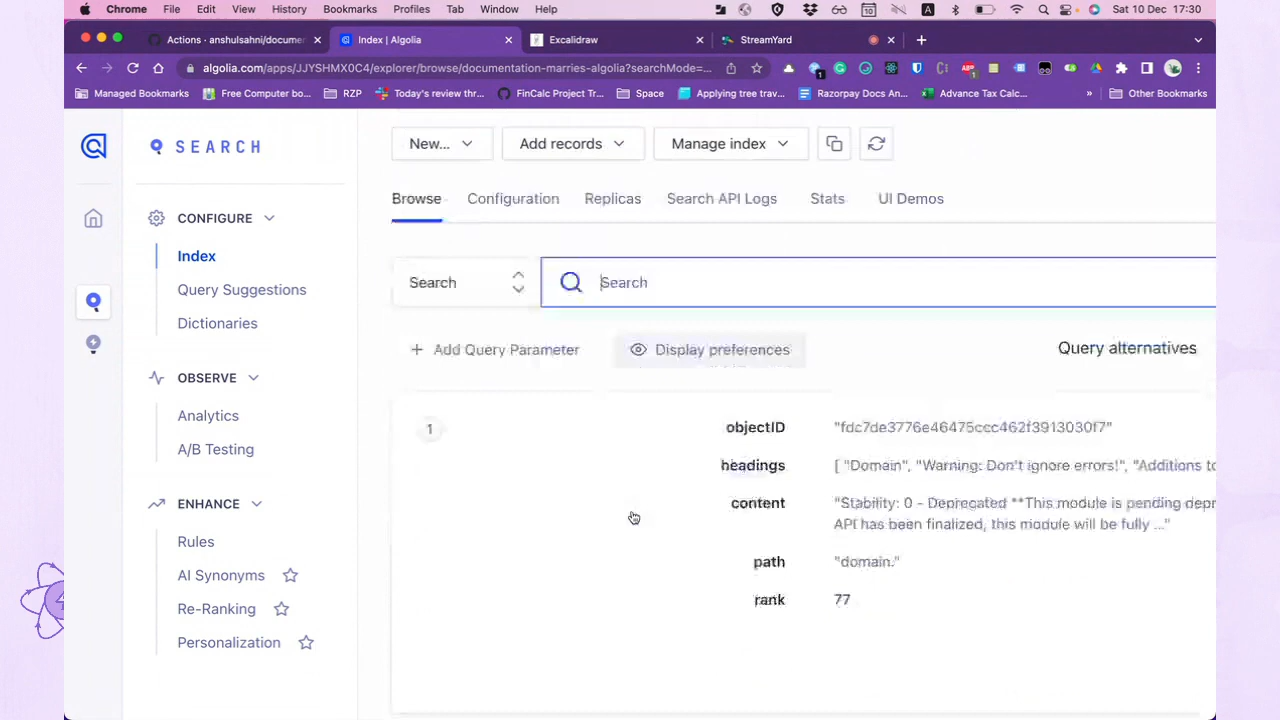 Chrome File Edit View History Bookmarks Profiles Tab Window Help 10 A Sat 10 Dec 17:30
Actions · anshulsahni/documen Index | Algolia Excalidraw StreamYard
algolia.com/apps/JJYSHMX0C4/explorer/browse/documentation-marries-algolia?searchMode=...
Managed Bookmarks Free Computer bo... RZP Today's review thr... FinCalc Project Tr... Space Applying tree trav... Razorpay Docs An... Advance Tax Calc... » Other Bookmarks
SEARCH
New... Add records Manage index
Browse Configuration Replicas Search API Logs Stats UI Demos
CONFIGURE
Index
Query Suggestions
Dictionaries
OBSERVE
Analytics
A/B Testing
ENHANCE
Rules
AI Synonyms
Re-Ranking
Personalization
Search Search
Add Query Parameter Display preferences Query alternatives
1 objectID "fdc7de3776e46475ccc462f3913030f7"
headings [ "Domain", "Warning: Don't ignore errors!", "Additions to
content "Stability: 0 - Deprecated **This module is pending depr
API has been finalized, this module will be fully ..."
path "domain."
rank 77